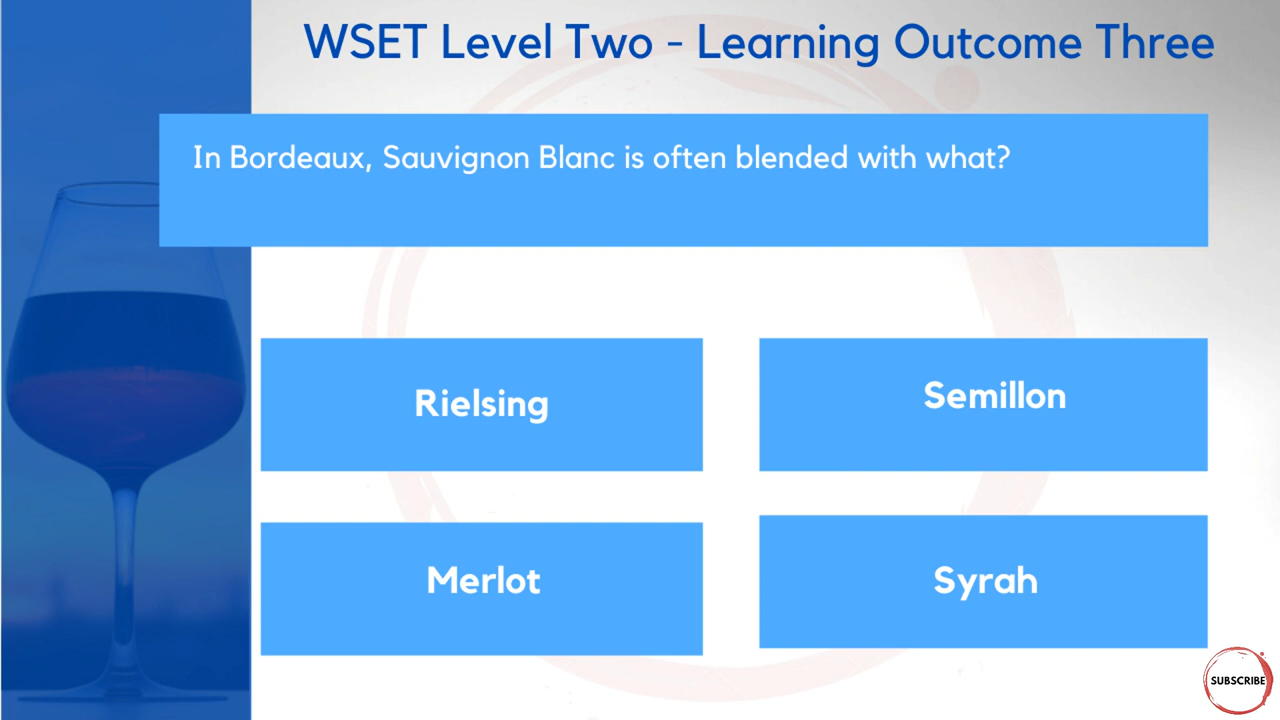 WSET Level Two - Learning Outcome Three
In Bordeaux, Sauvignon Blanc is often blended with what?
Rielsing
Semillon
Merlot
Syrah
SUBSCRIBE